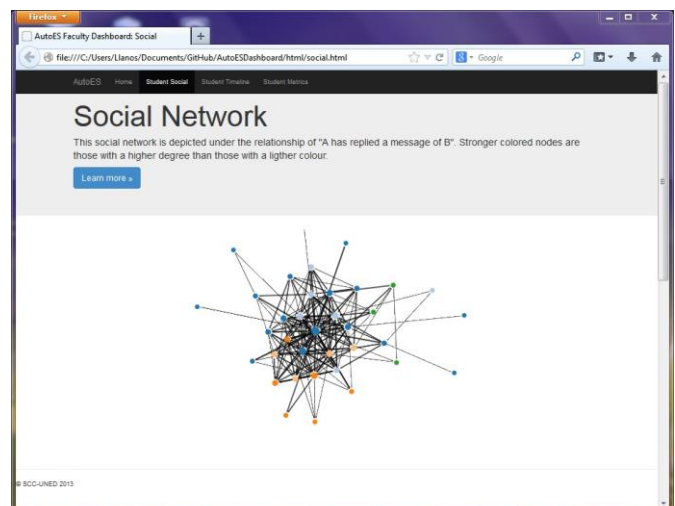 Firefox
AutoES Faculty Dashboard: Social
file:///C:/Users/Llanos/Documents/GitHub/AutoESDashboard/html/social.html
Google
AutoES Home Student Social Student Timeline Student Metrics
Social Network
This social network is depicted under the relationship of "A has replied a message of B". Stronger colored nodes are
those with a higher degree than those with a ligther colour.
Learn more »
© SCC-UNED 2013